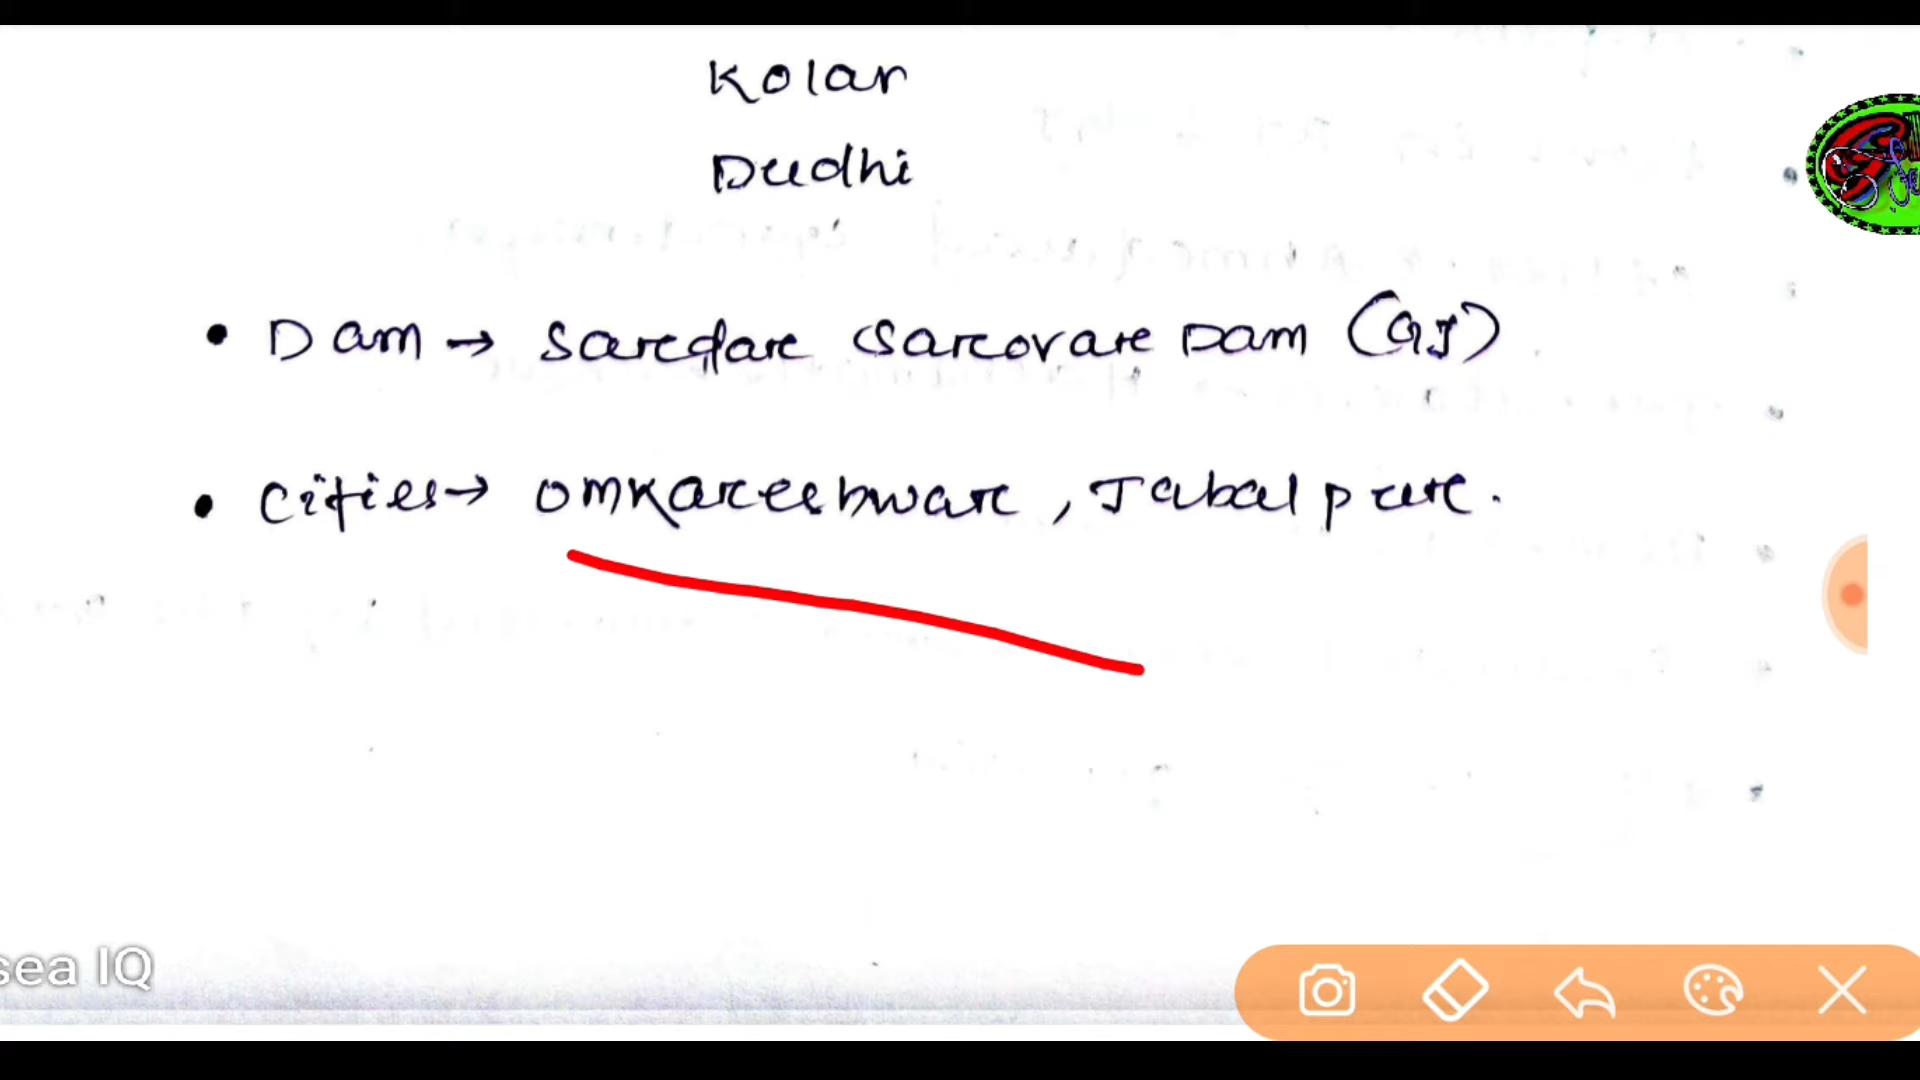 Kolar
Dudhi
• Dam → Sardar Sarovar Dam (GJ)
• Cities → Omkareshwar, Jabalpur.
sea IQ